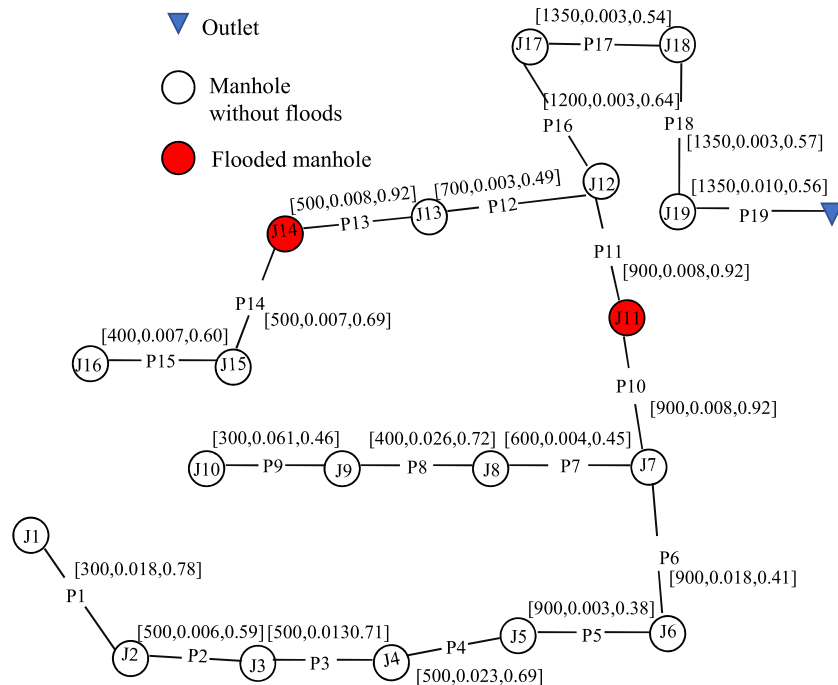 [1350,0.003,0.54]
Outlet
J17
P17
J18
Manhole
without floods
[1200,0.003,0.64]
P16
P18
[1350,0.003,0.57]
Flooded manhole
J12
[1350,0.010,0.56]
[500,0.008,0.92]
[700,0.003,0.49]
J14
P13
J13
P12
J19
P19
P11
[900,0.008,0.92]
P14
[500,0.007,0.69]
J11
[400,0.007,0.60]
J16
P15
J15
P10
[900,0.008,0.92]
[300,0.061,0.46]
[400,0.026,0.72]
[600,0.004,0.45]
J10
P9
J9
P8
J8
P7
J7
J1
[300,0.018,0.78]
P1
P6
[900,0.018,0.41]
[500,0.006,0.59]
[500,0.0130.71]
[900,0.003,0.38]
J2
P2
J3
P3
J4
P4
J5
P5
J6
[500,0.023,0.69]